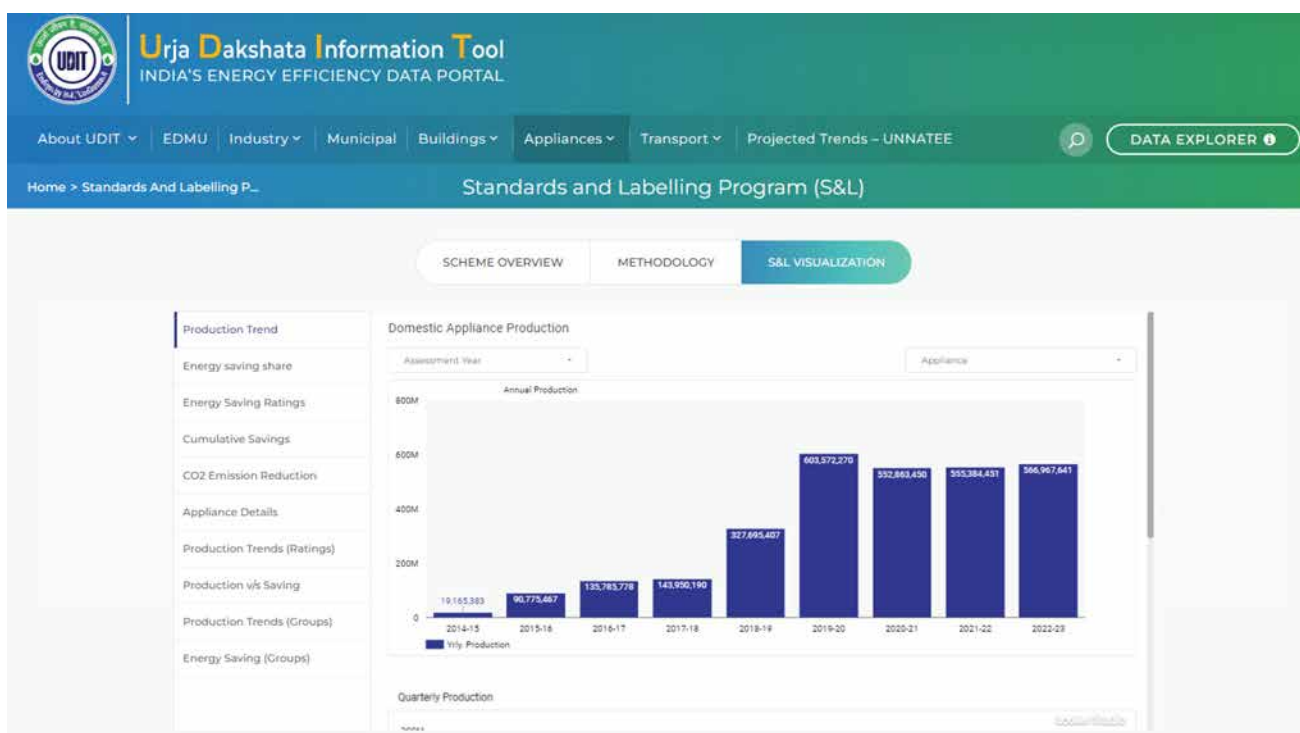 UDIT
Urja Dakshata Information Tool
INDIA'S ENERGY EFFICIENCY DATA PORTAL
About UDIT
EDMU
Industry
Municipal
Buildings
Appliances
Transport
Projected Trends – UNNATEE
DATA EXPLORER
Home > Standards And Labelling P...
Standards and Labelling Program (S&L)
SCHEME OVERVIEW
METHODOLOGY
S&L VISUALIZATION
Production Trend
Energy saving share
Energy Saving Ratings
Cumulative Savings
CO2 Emission Reduction
Appliance Details
Production Trends (Ratings)
Production v/s Saving
Production Trends (Groups)
Energy Saving (Groups)
Domestic Appliance Production
Assessment Year
Appliance
Annual Production
800M
600M
400M
200M
0
19,165,383
90,775,467
135,785,778
143,950,190
327,695,407
603,572,270
552,863,450
555,384,451
566,967,641
2014-15
2015-16
2016-17
2017-18
2018-19
2019-20
2020-21
2021-22
2022-23
Yrly. Production
Quarterly Production
Looker Studio